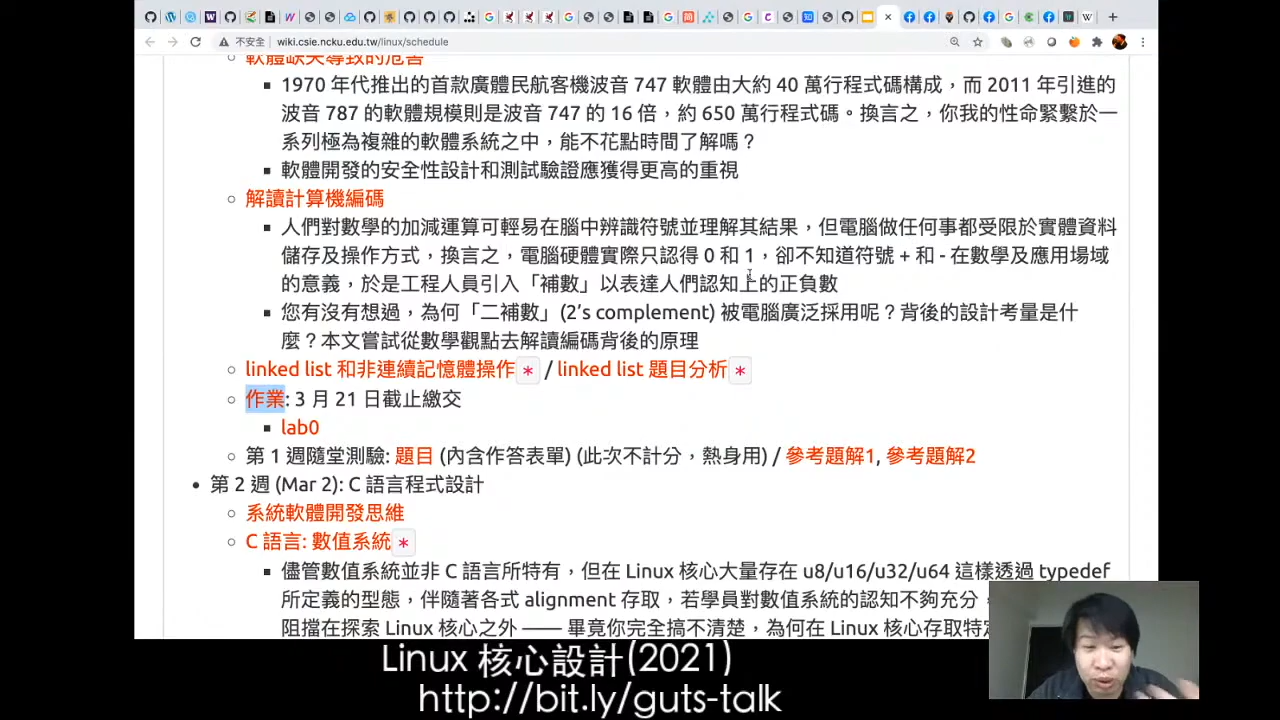 不安全 wiki.csie.ncku.edu.tw/linux/schedule
軟體缺失導致的危害
1970 年代推出的首款廣體民航客機波音 747 軟體由大約 40 萬行程式碼構成，而 2011 年引進的
波音 787 的軟體規模則是波音 747 的 16 倍，約 650 萬行程式碼。換言之，你我的性命緊繫於一
系列極為複雜的軟體系統之中，能不花點時間了解嗎？
軟體開發的安全性設計和測試驗證應獲得更高的重視
解讀計算機編碼
人們對數學的加減運算可輕易在腦中辨識符號並理解其結果，但電腦做任何事都受限於實體資料
儲存及操作方式，換言之，電腦硬體實際只認得 0 和 1，卻不知道符號 + 和 - 在數學及應用場域
的意義，於是工程人員引入「補數」以表達人們認知上的正負數
您有沒有想過，為何「二補數」(2’s complement) 被電腦廣泛採用呢？背後的設計考量是什
麼？本文嘗試從數學觀點去解讀編碼背後的原理
linked list 和非連續記憶體操作 * / linked list 題目分析 *
作業: 3 月 21 日截止繳交
lab0
第 1 週隨堂測驗: 題目 (內含作答表單) (此次不計分，熱身用) / 參考題解1, 參考題解2
第 2 週 (Mar 2): C 語言程式設計
系統軟體開發思維
C 語言: 數值系統 *
儘管數值系統並非 C 語言所特有，但在 Linux 核心大量存在 u8/u16/u32/u64 這樣透過 typedef
所定義的型態，伴隨著各式 alignment 存取，若學員對數值系統的認知不夠充分，
阻擋在探索 Linux 核心之外 —— 畢竟你完全搞不清楚，為何在 Linux 核心存取特定
Linux 核心設計(2021)
http://bit.ly/guts-talk